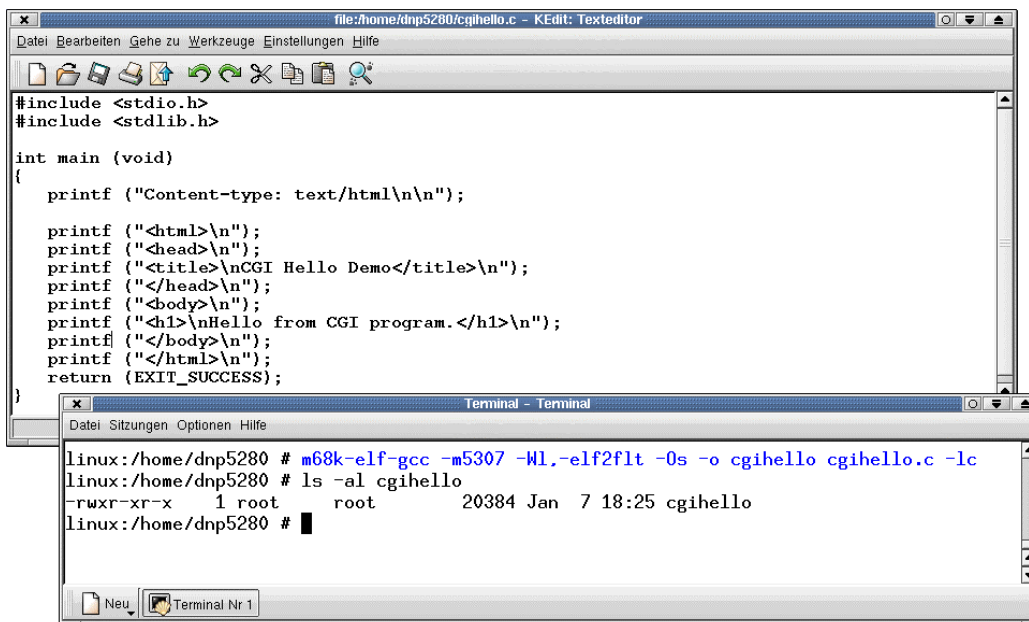 file:/home/dnp5280/cgihello.c - KEdit: Texteditor
Datei Bearbeiten Gehe zu Werkzeuge Einstellungen Hilfe
#include <stdio.h>
#include <stdlib.h>
int main (void)
{
printf ("Content-type: text/html\n\n");
printf ("<html>\n");
printf ("<head>\n");
printf ("<title>\nCGI Hello Demo</title>\n");
printf ("</head>\n");
printf ("<body>\n");
printf ("<h1>\nHello from CGI program.</h1>\n");
printf ("</body>\n");
printf ("</html>\n");
return (EXIT_SUCCESS);
}
Terminal - Terminal
Datei Sitzungen Optionen Hilfe
linux:/home/dnp5280 # m68k-elf-gcc -m5307 -Wl,-elf2flt -Os -o cgihello cgihello.c -lc
linux:/home/dnp5280 # ls -al cgihello
-rwxr-xr-x 1 root root 20384 Jan 7 18:25 cgihello
linux:/home/dnp5280 #
Neu Terminal Nr 1